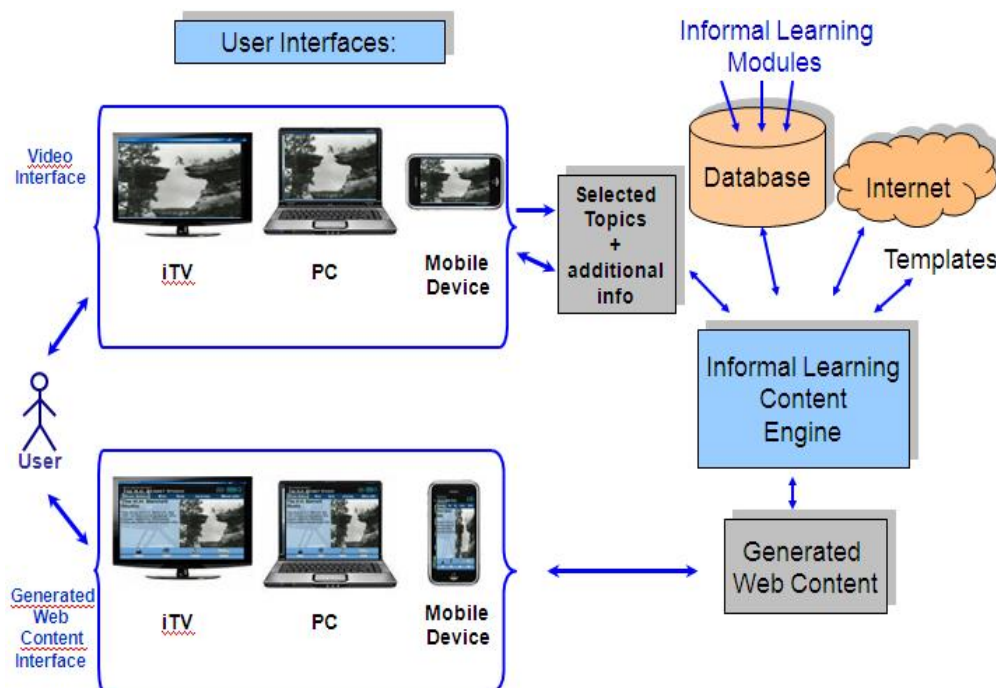 User Interfaces:
Informal Learning
Modules
Video
Interface
iTV
PC
Mobile
Device
Selected
Topics
+
additional
info
Database
Internet
Templates
Informal Learning
Content
Engine
User
Generated
Web
Content
Interface
iTV
PC
Mobile
Device
Generated
Web Content